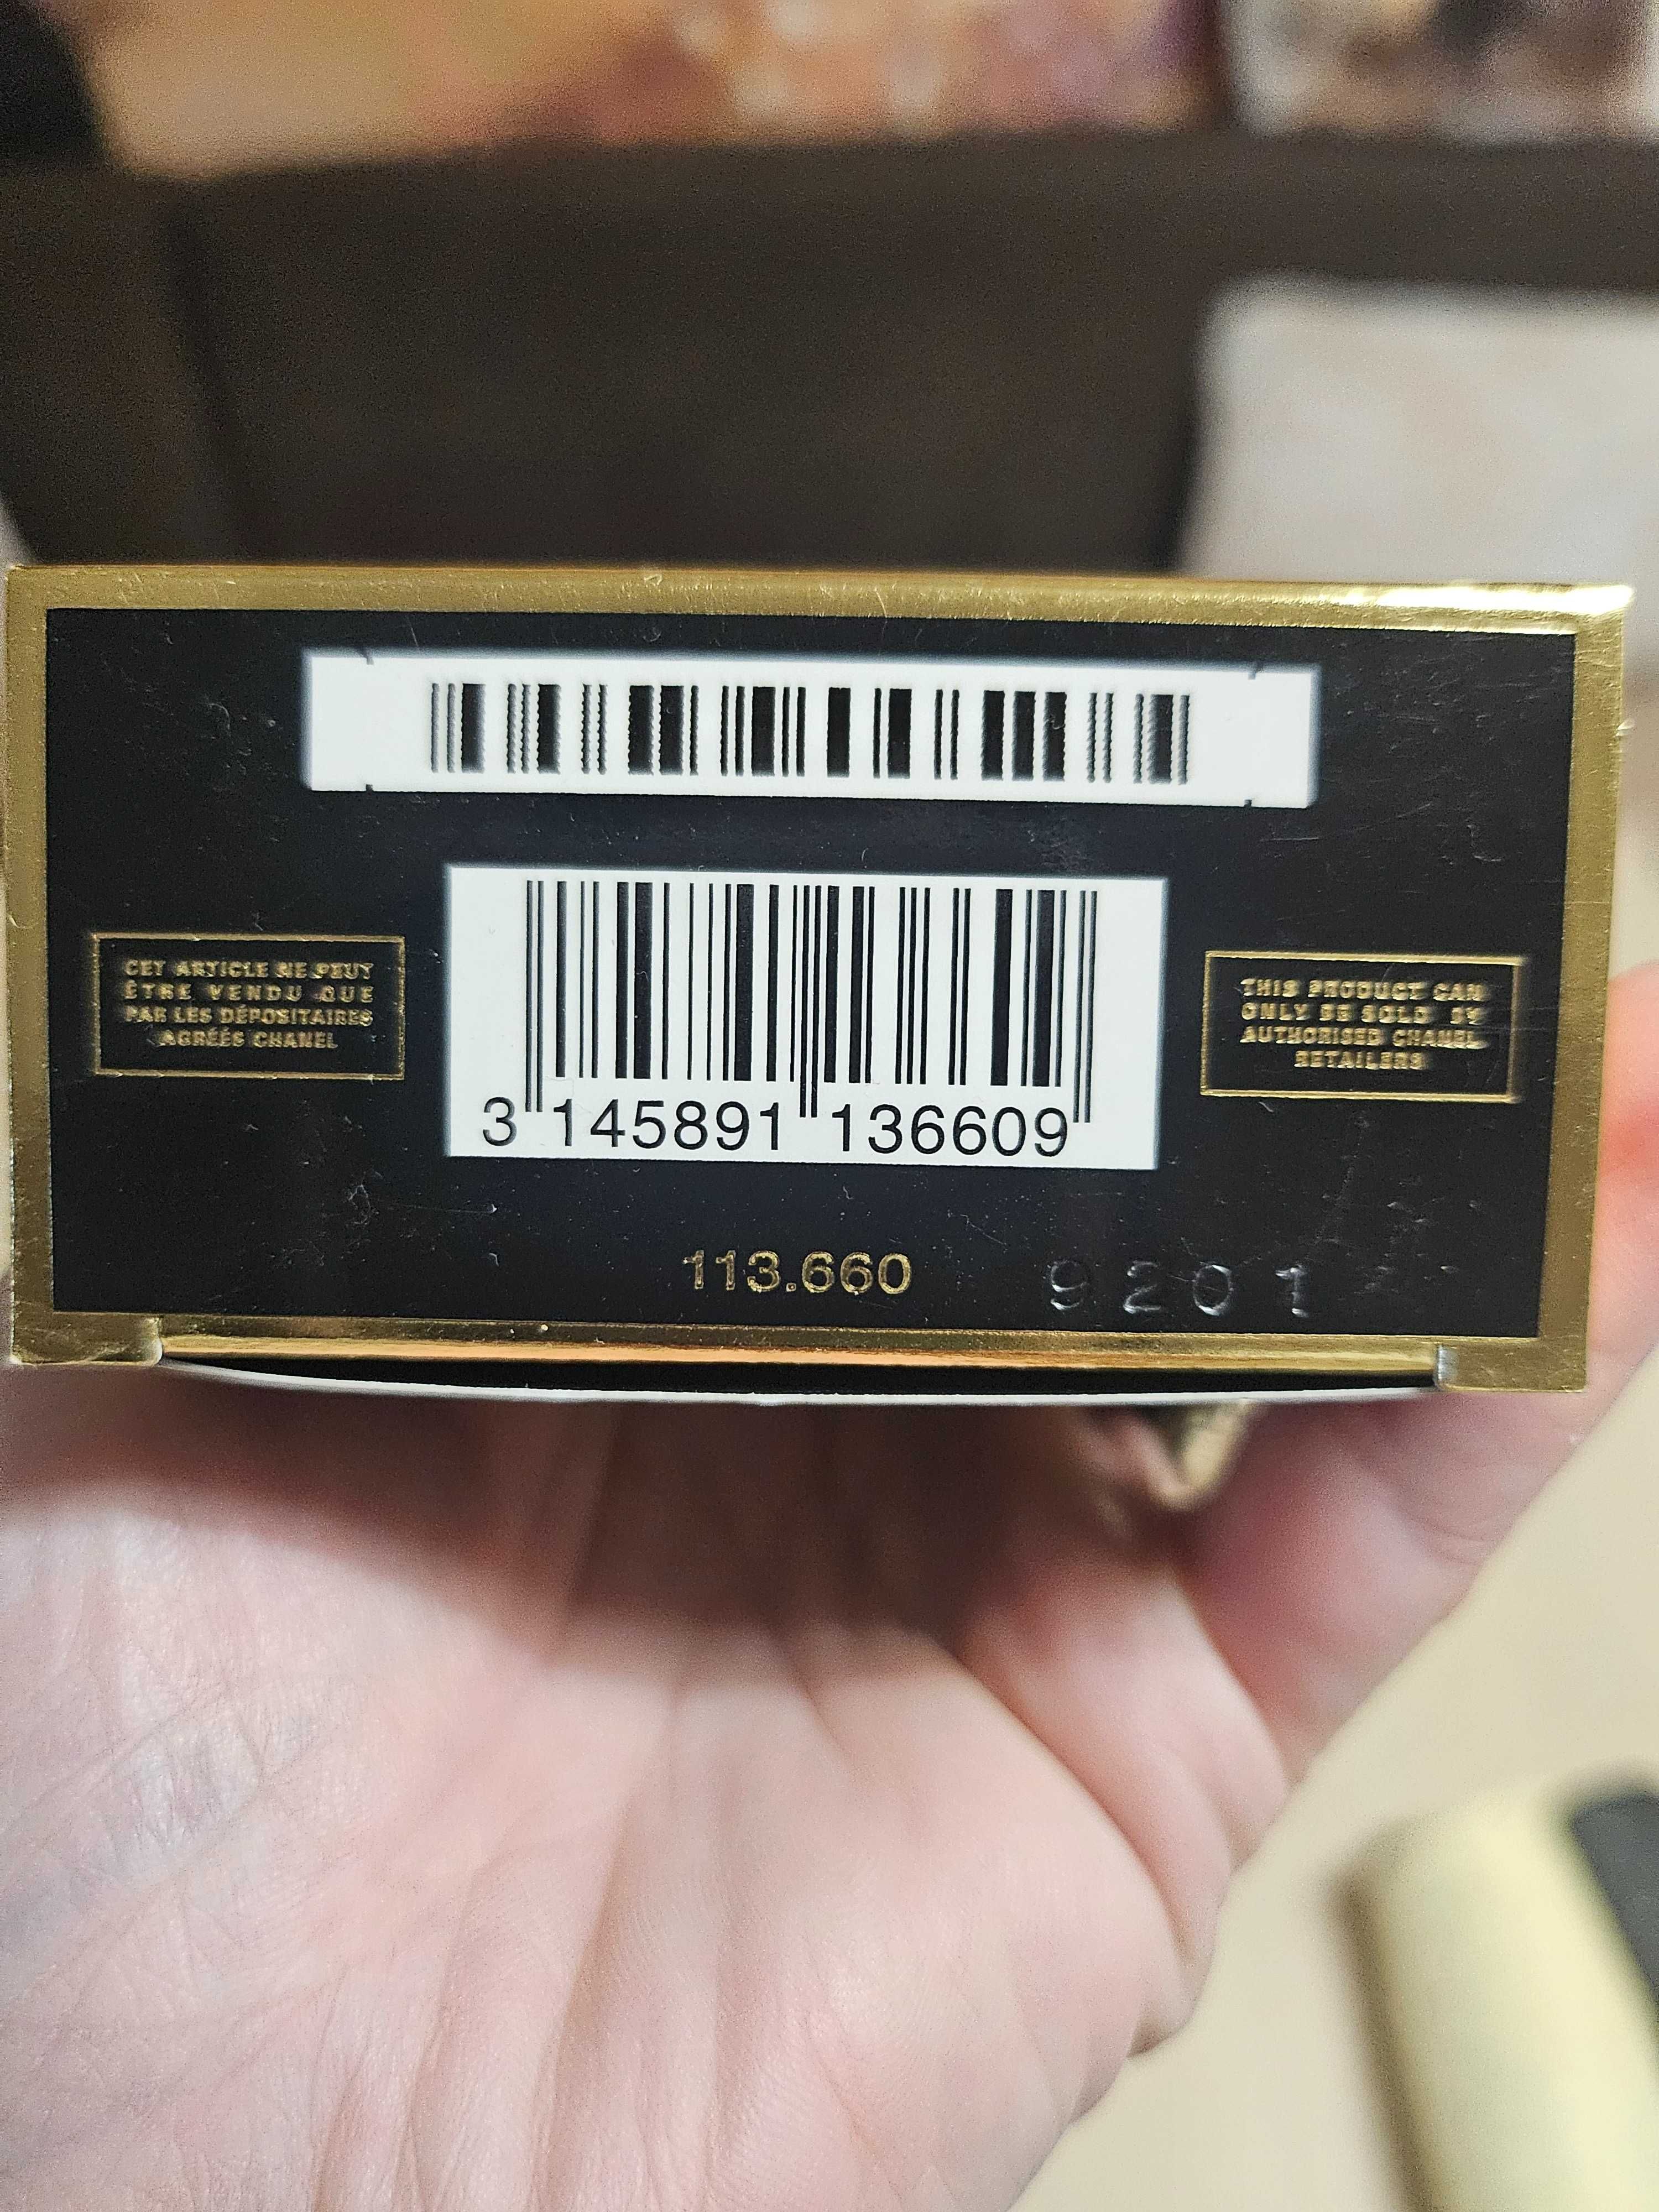 CET ARTICLE NE PEUT
ÊTRE VENDU QUE
PAR LES DÉPOSITAIRES
AGRÉÉS CHANEL
3 145891 136609
THIS PRODUCT CAN
ONLY BE SOLD BY
AUTHORISED CHANEL
RETAILERS
113.660
9201